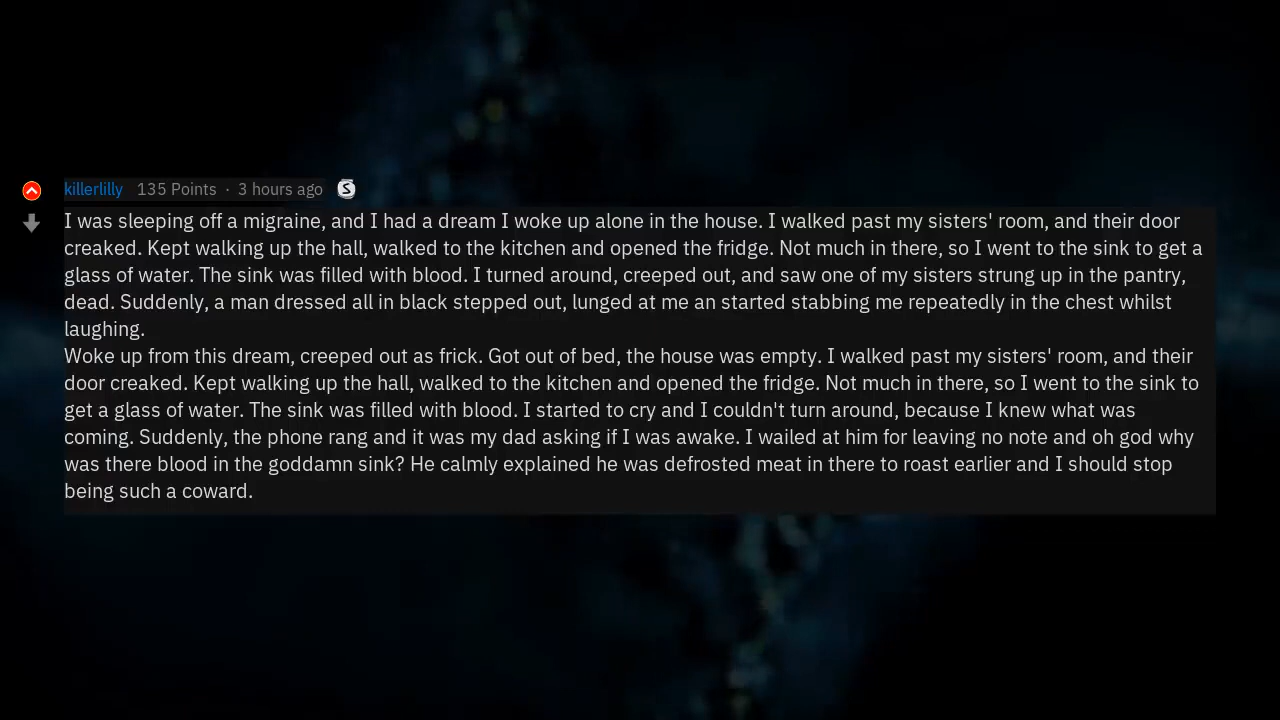 killerlilly 135 Points · 3 hours ago S
I was sleeping off a migraine, and I had a dream I woke up alone in the house. I walked past my sisters' room, and their door
creaked. Kept walking up the hall, walked to the kitchen and opened the fridge. Not much in there, so I went to the sink to get a
glass of water. The sink was filled with blood. I turned around, creeped out, and saw one of my sisters strung up in the pantry,
dead. Suddenly, a man dressed all in black stepped out, lunged at me an started stabbing me repeatedly in the chest whilst
laughing.
Woke up from this dream, creeped out as frick. Got out of bed, the house was empty. I walked past my sisters' room, and their
door creaked. Kept walking up the hall, walked to the kitchen and opened the fridge. Not much in there, so I went to the sink to
get a glass of water. The sink was filled with blood. I started to cry and I couldn't turn around, because I knew what was
coming. Suddenly, the phone rang and it was my dad asking if I was awake. I wailed at him for leaving no note and oh god why
was there blood in the goddamn sink? He calmly explained he was defrosted meat in there to roast earlier and I should stop
being such a coward.